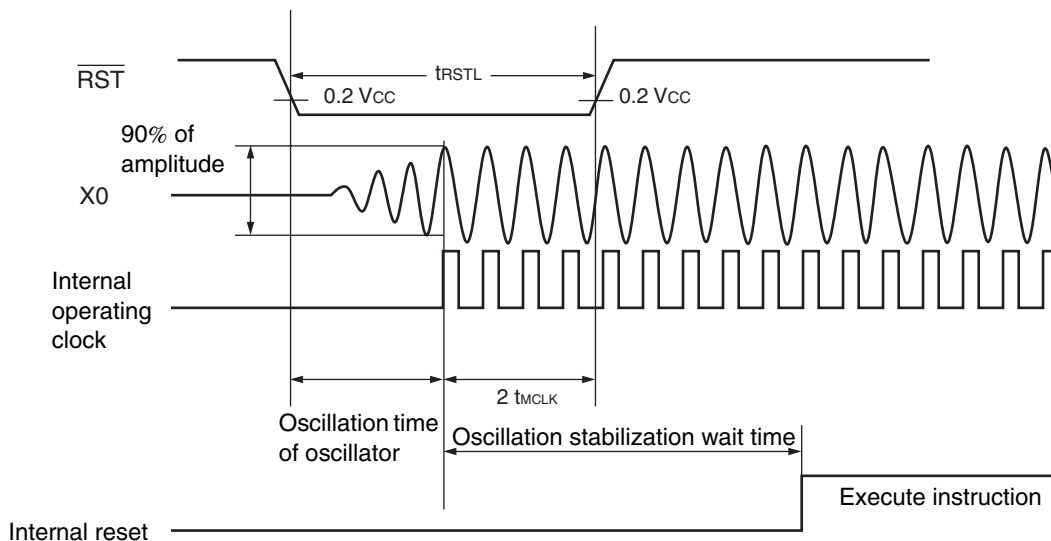 RST
tRSTL
0.2 VCC
0.2 VCC
90% of
amplitude
X0
Internal
operating
clock
2 tMCLK
Oscillation time
of oscillator
Oscillation stabilization wait time
Execute instruction
Internal reset